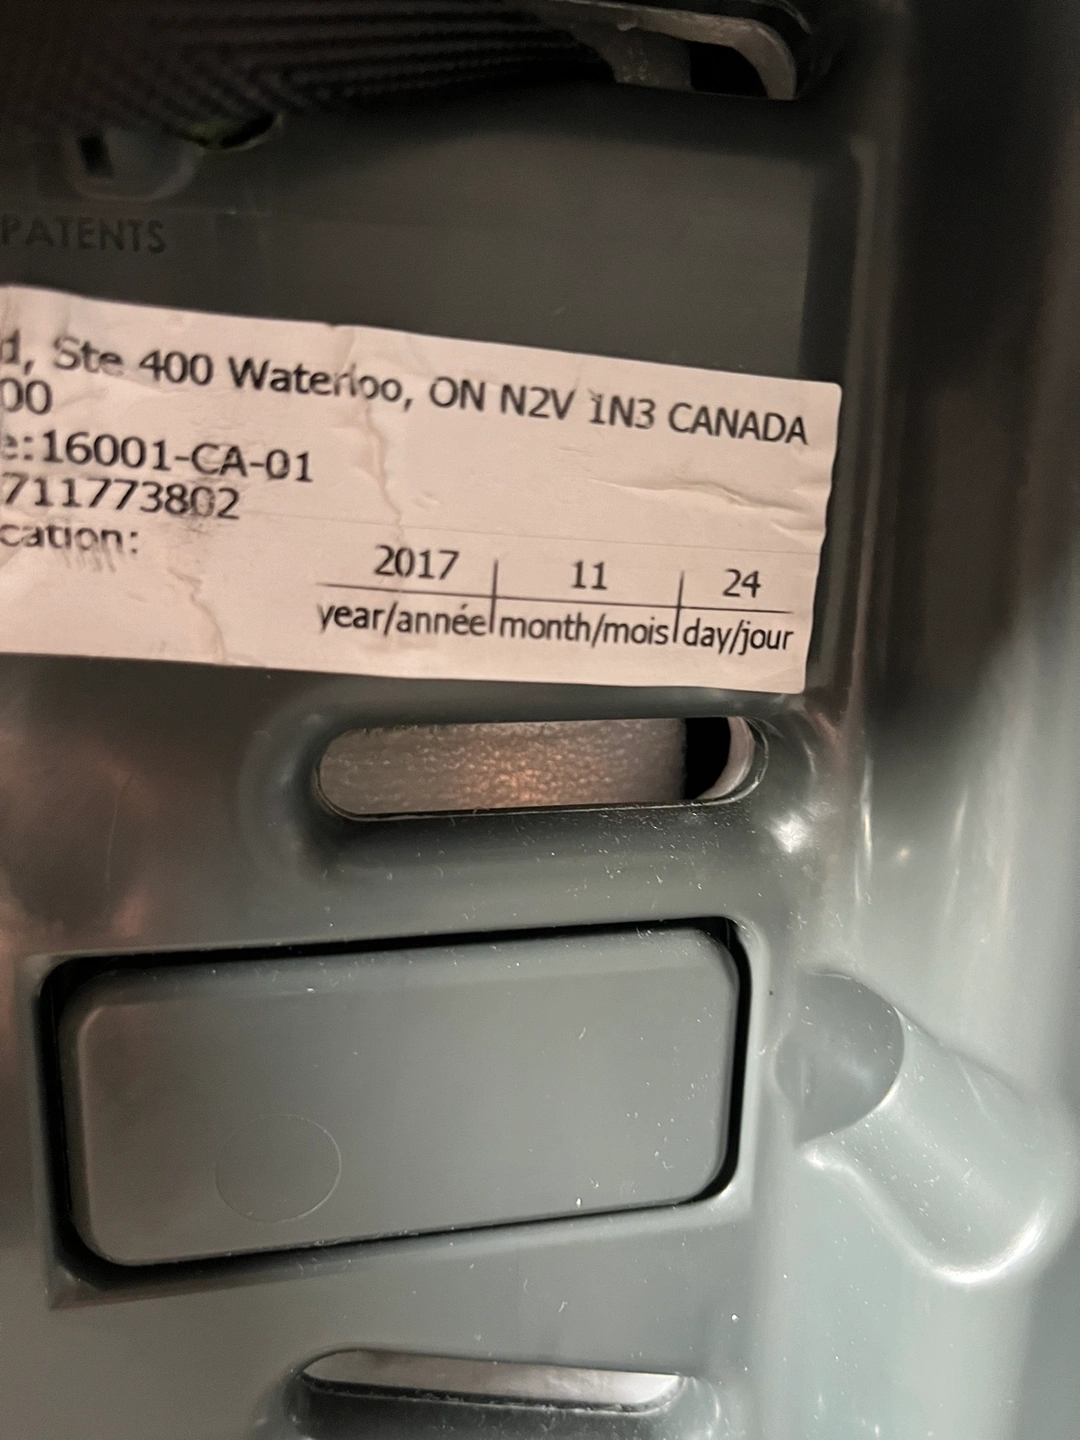 PATENTS
d, Ste 400 Waterloo, ON N2V 1N3 CANADA
00
e:16001-CA-01
711773802
cation:
2017 11 24
year/année month/mois day/jour